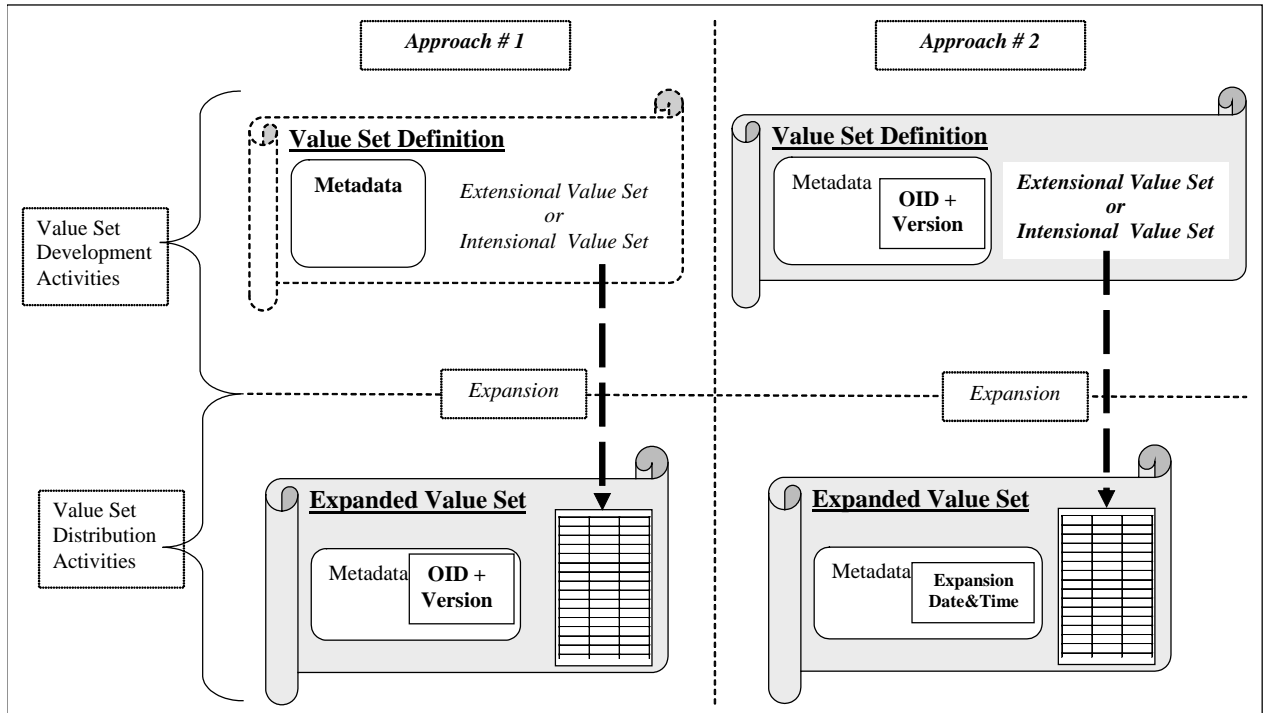 Approach # 1
Approach # 2
Value Set Definition
Metadata
Extensional Value Set
or
Intensional Value Set
Value Set Definition
Metadata
OID +
Version
Extensional Value Set
or
Intensional Value Set
Value Set
Development
Activities
Expansion
Expansion
Value Set
Distribution
Activities
Expanded Value Set
Metadata
OID +
Version
Expanded Value Set
Metadata
Expansion
Date&Time